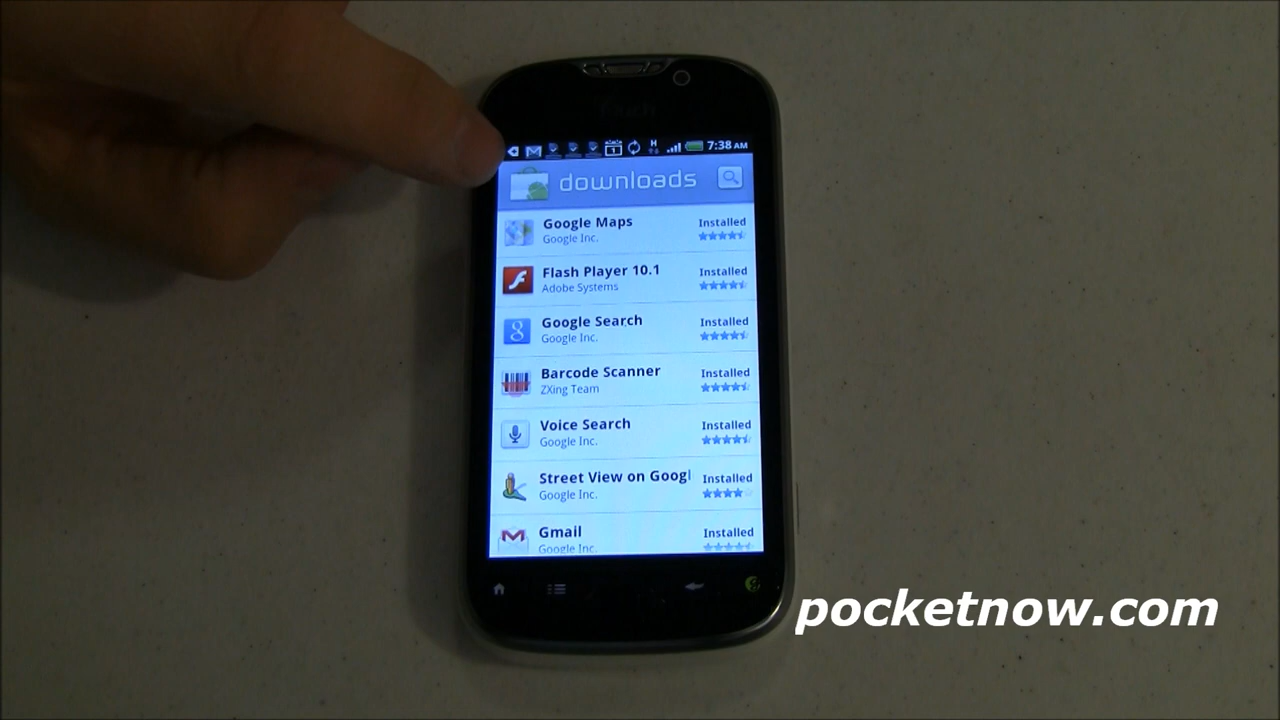 7:38 AM
downloads
Google Maps
Google Inc.
Installed
Flash Player 10.1
Adobe Systems
Installed
Google Search
Google Inc.
Installed
Barcode Scanner
ZXing Team
Installed
Voice Search
Google Inc.
Installed
Street View on Googl
Google Inc.
Installed
Gmail
Google Inc.
Installed
pocketnow.com